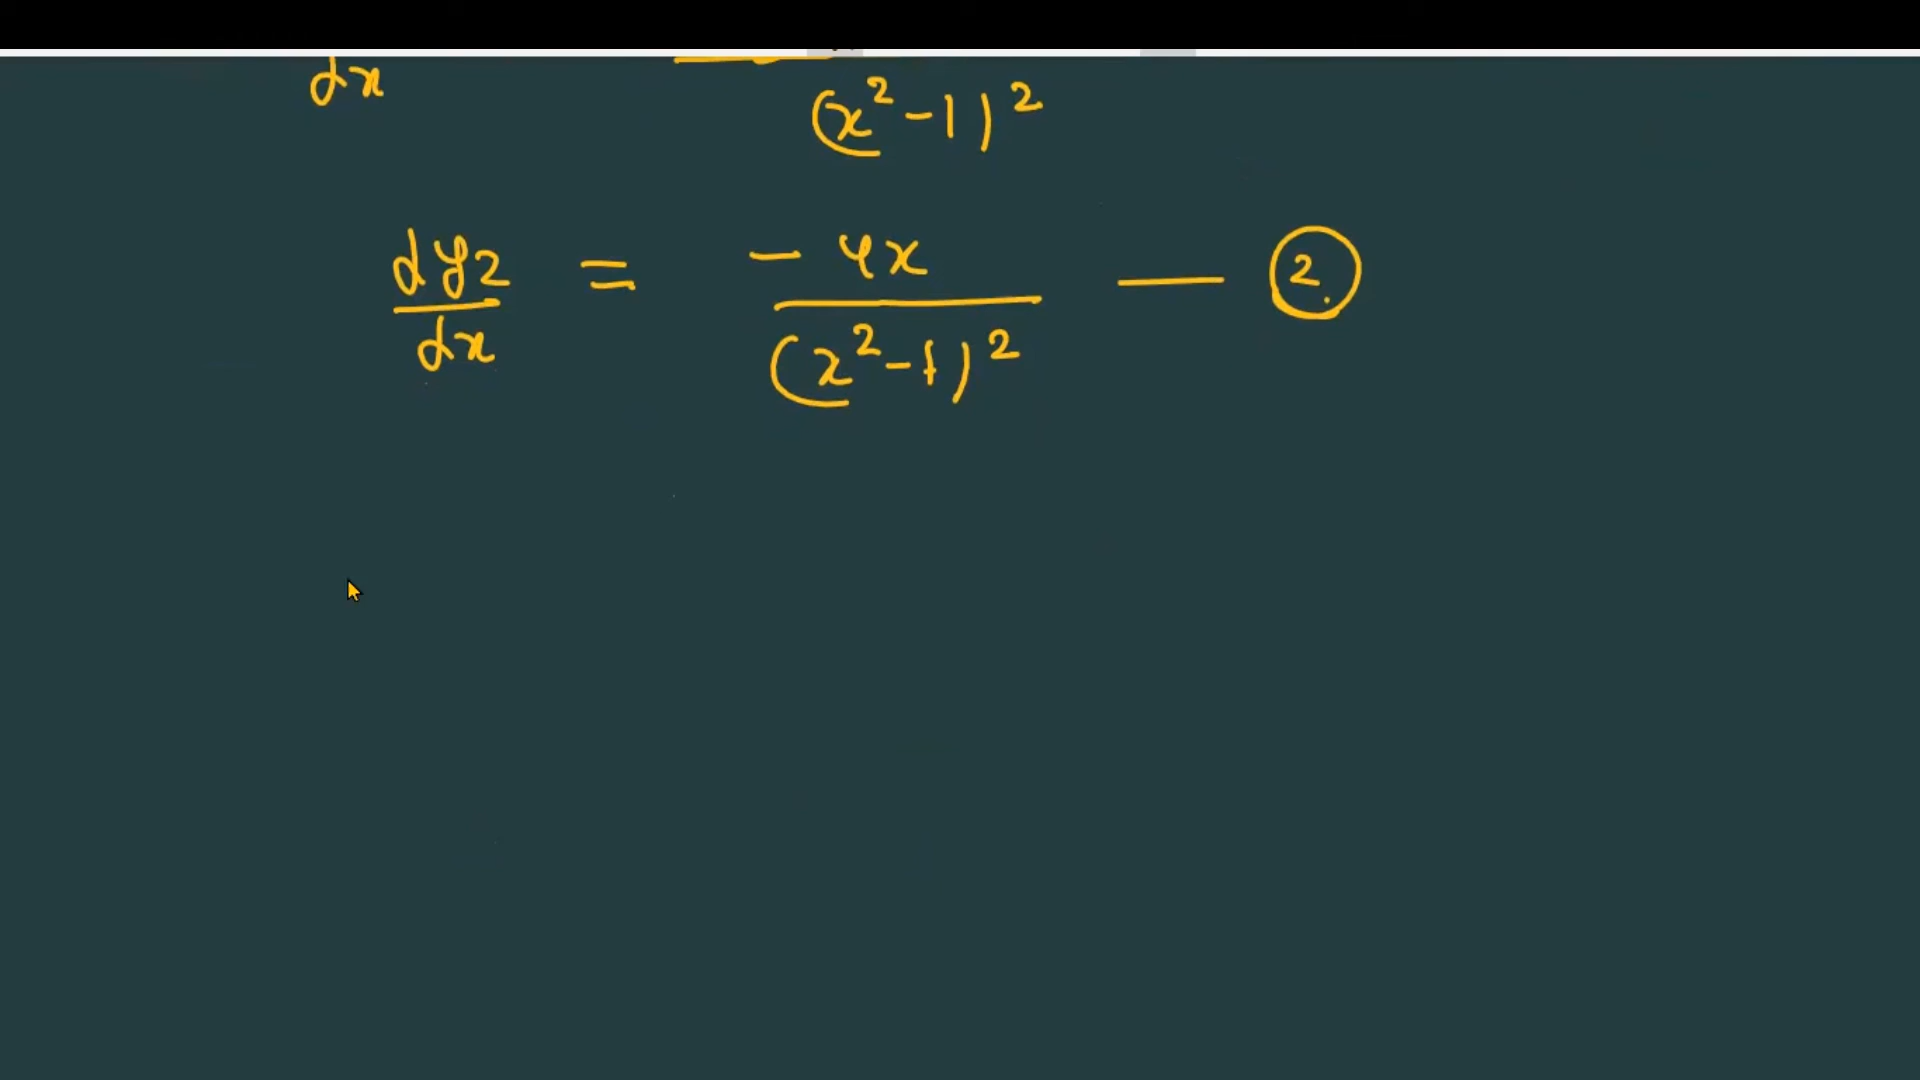 dx (x²-1)²
dy2/dx = -4x/(x²-1)² — ②